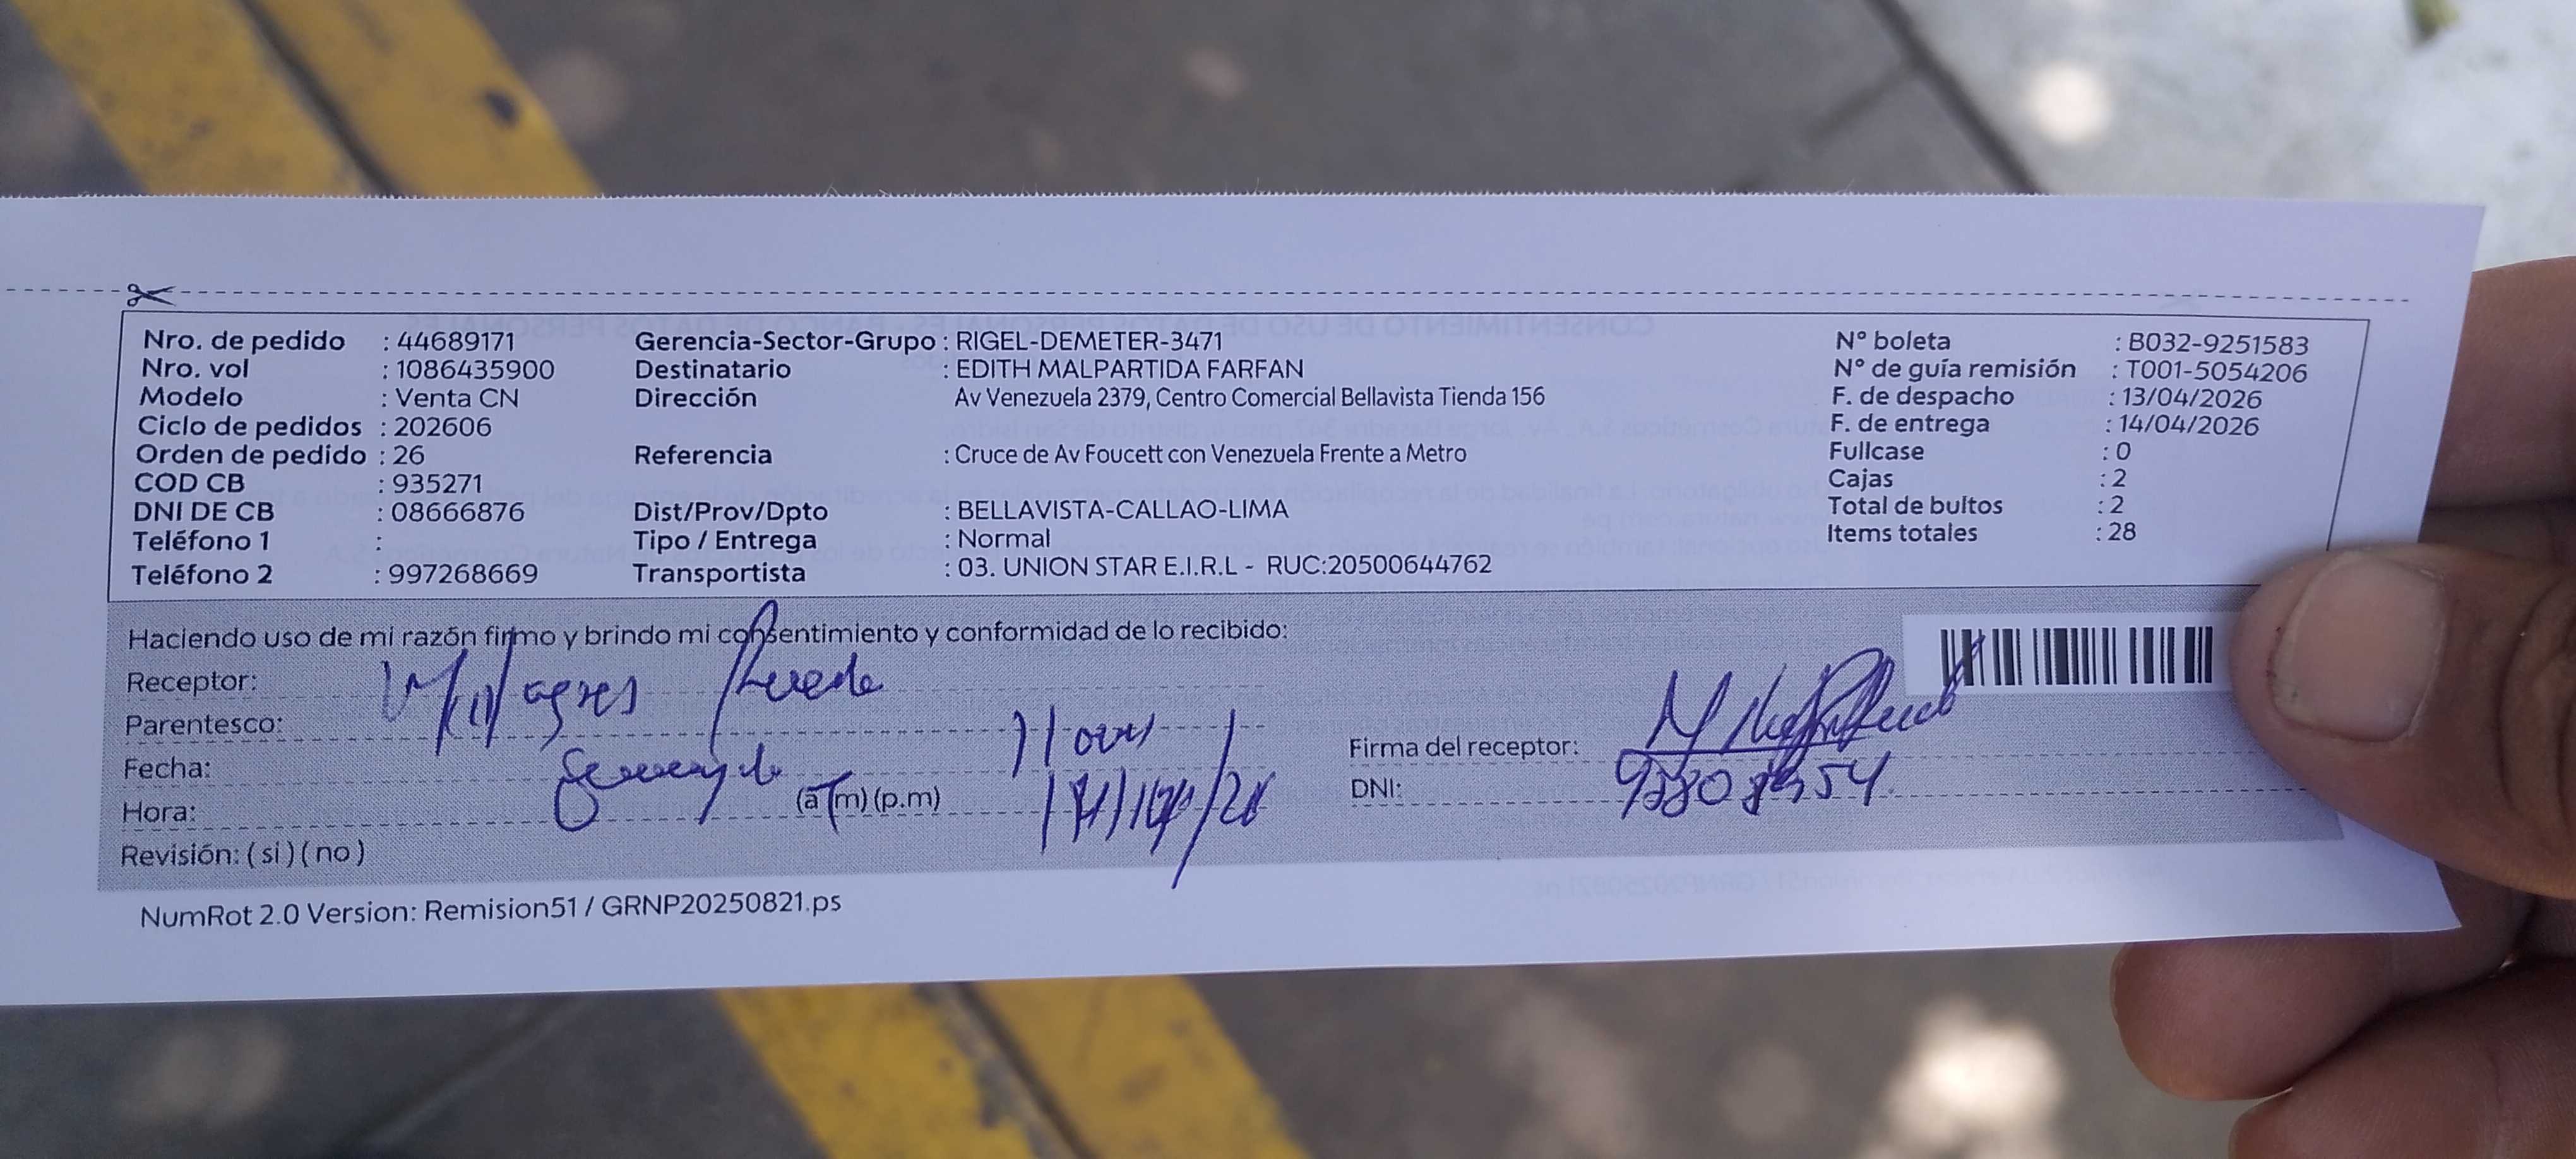 Nro. de pedido : 44689171
Nro. vol : 1086435900
Modelo : Venta CN
Ciclo de pedidos : 202606
Orden de pedido : 26
COD CB : 935271
DNI DE CB : 08666876
Teléfono 1 :
Teléfono 2 : 997268669
Gerencia-Sector-Grupo : RIGEL-DEMETER-3471
Destinatario : EDITH MALPARTIDA FARFAN
Dirección Av Venezuela 2379, Centro Comercial Bellavista Tienda 156
Referencia : Cruce de Av Foucett con Venezuela Frente a Metro
Dist/Prov/Dpto : BELLAVISTA-CALLAO-LIMA
Tipo / Entrega : Normal
Transportista : 03. UNION STAR E.I.R.L - RUC:20500644762
N° boleta : B032-9251583
N° de guía remisión : T001-5054206
F. de despacho : 13/04/2026
F. de entrega : 14/04/2026
Fullcase : 0
Cajas : 2
Total de bultos : 2
Items totales : 28
Haciendo uso de mi razón firmo y brindo mi consentimiento y conformidad de lo recibido:
Receptor: Milagres
Parentesco:
Fecha:
Hora: (a.m) (p.m)
Revisión: ( si ) ( no )
Firma del receptor:
DNI:
NumRot 2.0 Version: Remision51 / GRNP20250821.ps